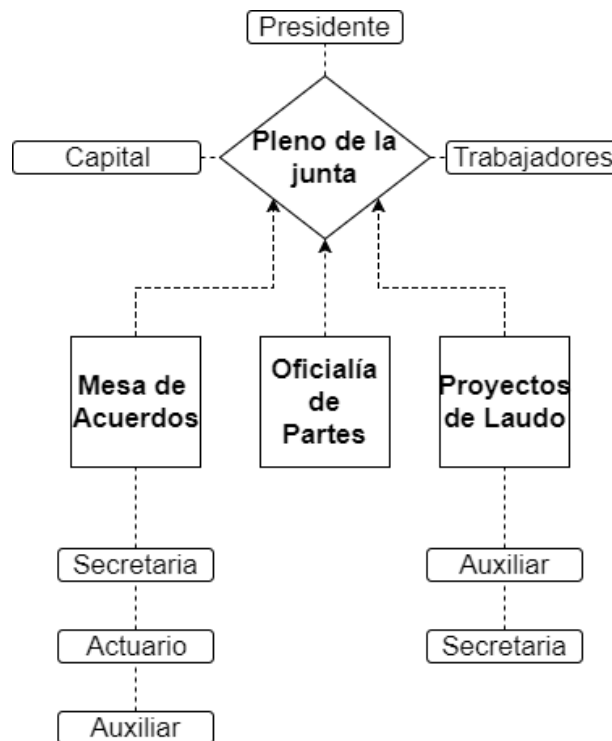 Presidente
Capital
Pleno de la
junta
Trabajadores
Mesa de
Acuerdos
Oficialía
de
Partes
Proyectos
de Laudo
Secretaria
Actuario
Auxiliar
Auxiliar
Secretaria